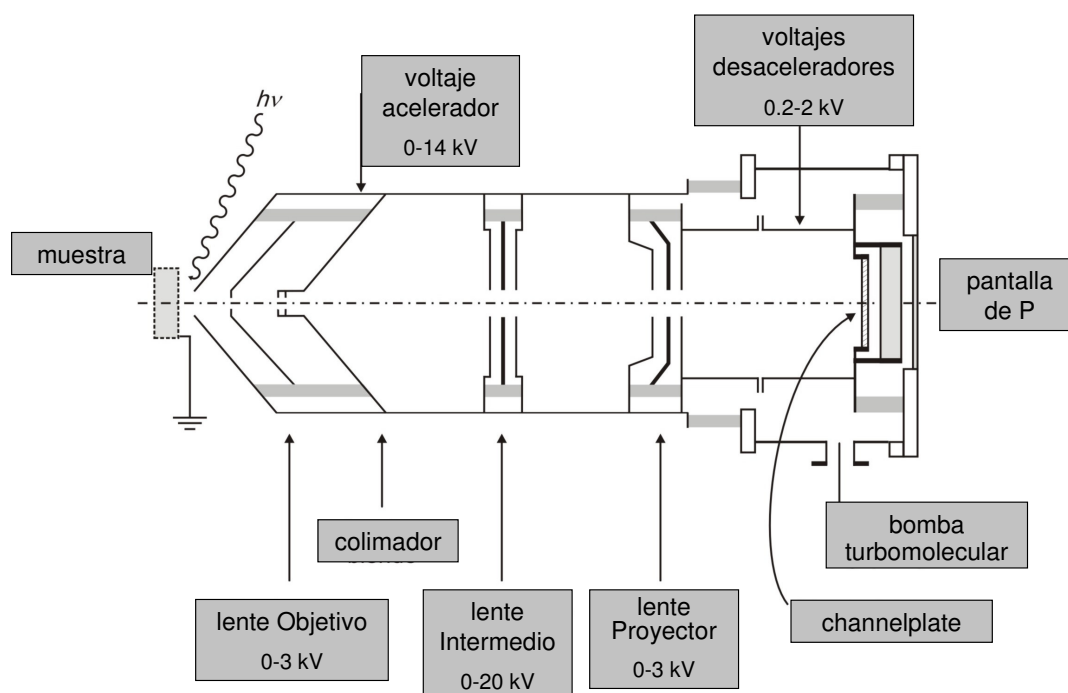 voltajes
desaceleradores
0.2-2 kV
voltaje
acelerador
0-14 kV
hν
muestra
pantalla
de P
colimador
bomba
turbomolecular
lente Objetivo
0-3 kV
lente
Intermedio
0-20 kV
lente
Proyector
0-3 kV
channelplate